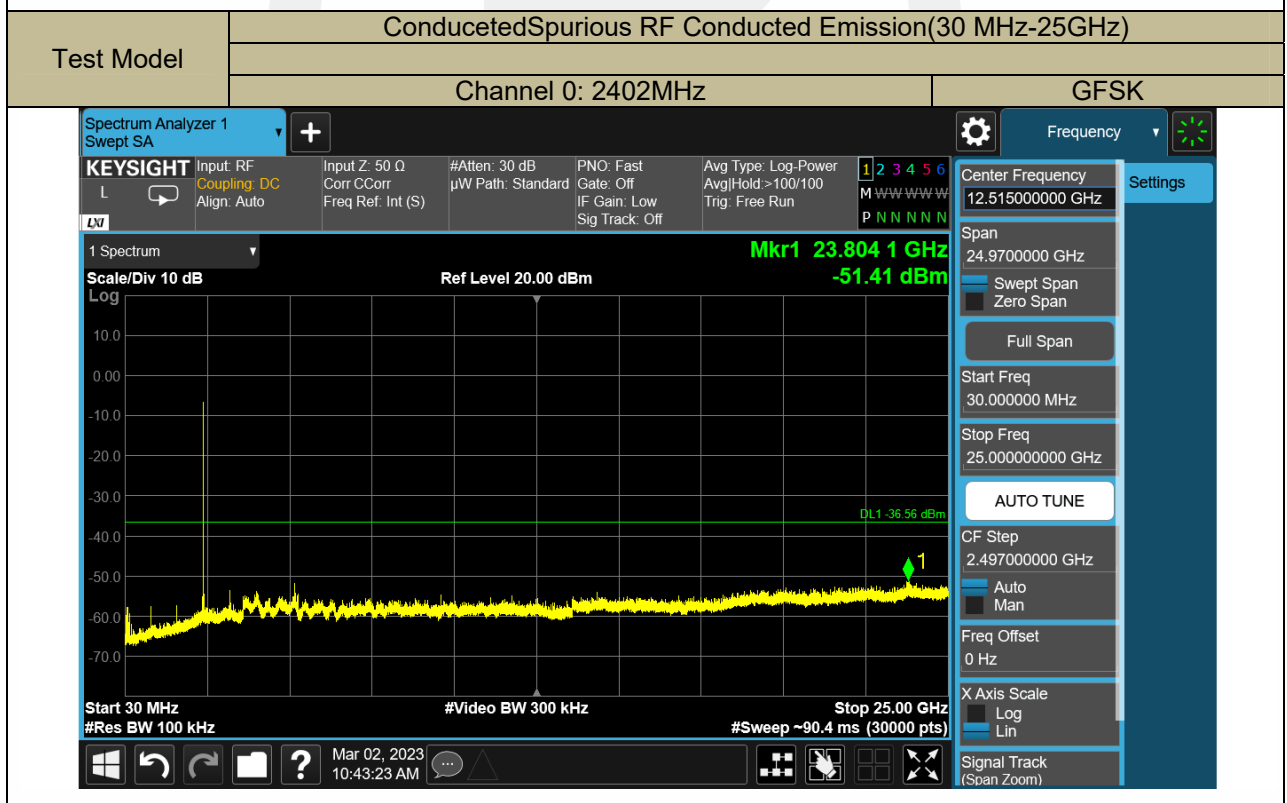 ConducetedSpurious RF Conducted Emission(30 MHz-25GHz)
Test Model
Channel 0: 2402MHz
GFSK
Spectrum Analyzer 1
Swept SA
+
Frequency
KEYSIGHT
L
LXI
Input: RF
Coupling: DC
Align: Auto
Input Z: 50 Ω
Corr CCorr
Freq Ref: Int (S)
#Atten: 30 dB
µW Path: Standard
PNO: Fast
Gate: Off
IF Gain: Low
Sig Track: Off
Avg Type: Log-Power
Avg|Hold:>100/100
Trig: Free Run
1 2 3 4 5 6
M W W W W W
P N N N N N
Center Frequency
12.515000000 GHz
Settings
Span
24.9700000 GHz
Swept Span
Zero Span
Full Span
Start Freq
30.000000 MHz
Stop Freq
25.000000000 GHz
AUTO TUNE
CF Step
2.497000000 GHz
Auto
Man
Freq Offset
0 Hz
X Axis Scale
Log
Lin
Signal Track
(Span Zoom)
1 Spectrum
Mkr1 23.804 1 GHz
-51.41 dBm
Scale/Div 10 dB
Ref Level 20.00 dBm
Log
10.0
0.00
-10.0
-20.0
-30.0
DL1 -36.56 dBm
-40.0
1
-50.0
-60.0
-70.0
Start 30 MHz
#Video BW 300 kHz
Stop 25.00 GHz
#Res BW 100 kHz
#Sweep ~90.4 ms (30000 pts)
?
Mar 02, 2023
10:43:23 AM